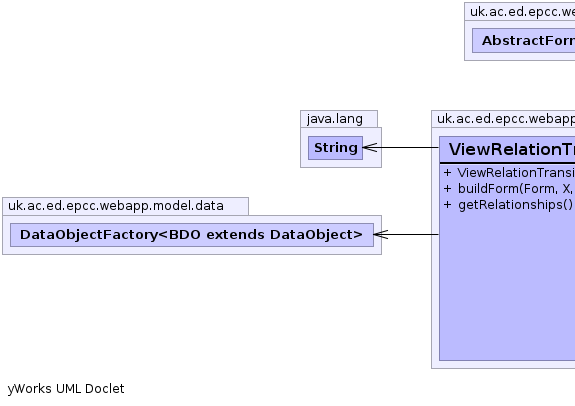 uk.ac.ed.epcc.we
AbstractForm
java.lang
String
uk.ac.ed.epcc.webapp
ViewRelationTr
+ ViewRelationTransi
+ buildForm(Form, X,
+ getRelationships()
uk.ac.ed.epcc.webapp.model.data
DataObjectFactory<BDO extends DataObject>
yWorks UML Doclet